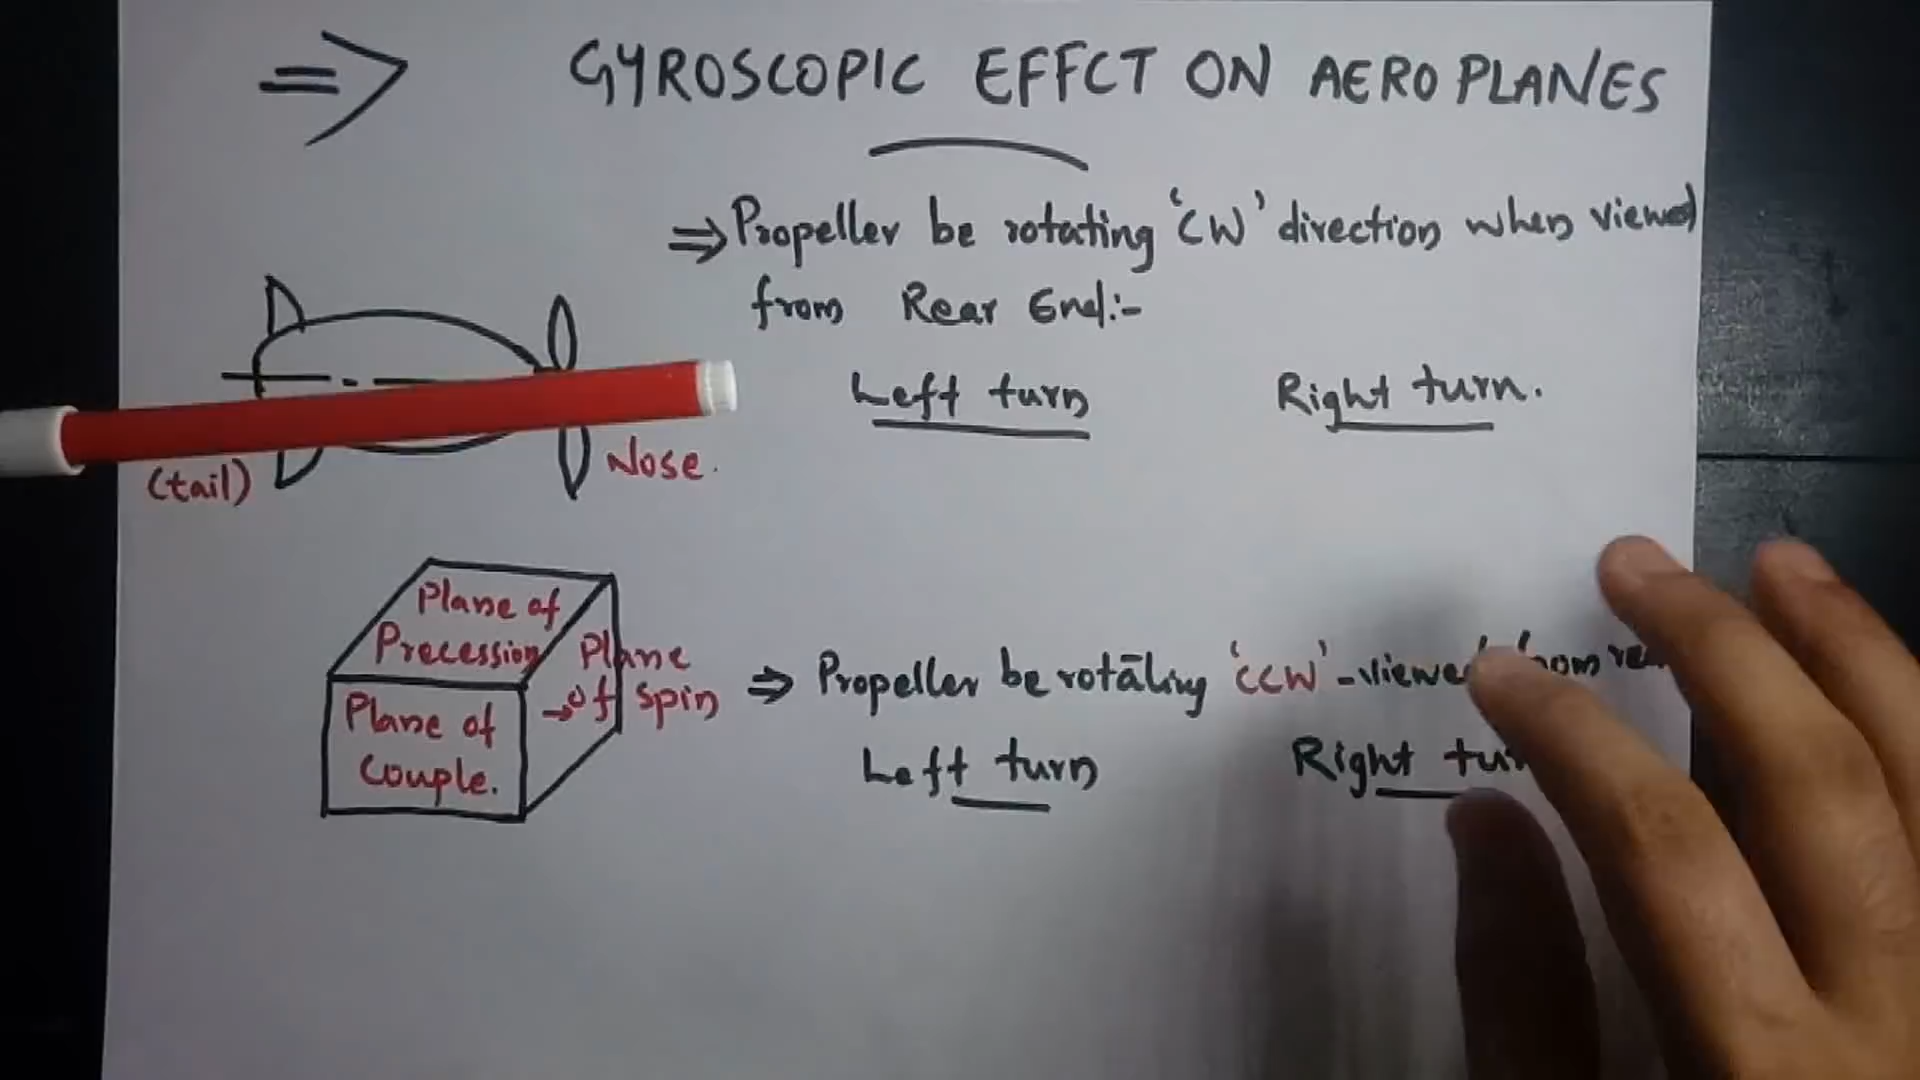 ⇒ GYROSCOPIC EFFCT ON AEROPLANES
⇒ Propeller be rotating 'CW' direction when viewed
from Rear End:-
Left turn
Right turn.
(tail)
Nose.
Plane of
Precession
Plane
→of spin
Plane of
Couple.
⇒ Propeller be rotating 'CCW' - viewed from
Left turn
Right